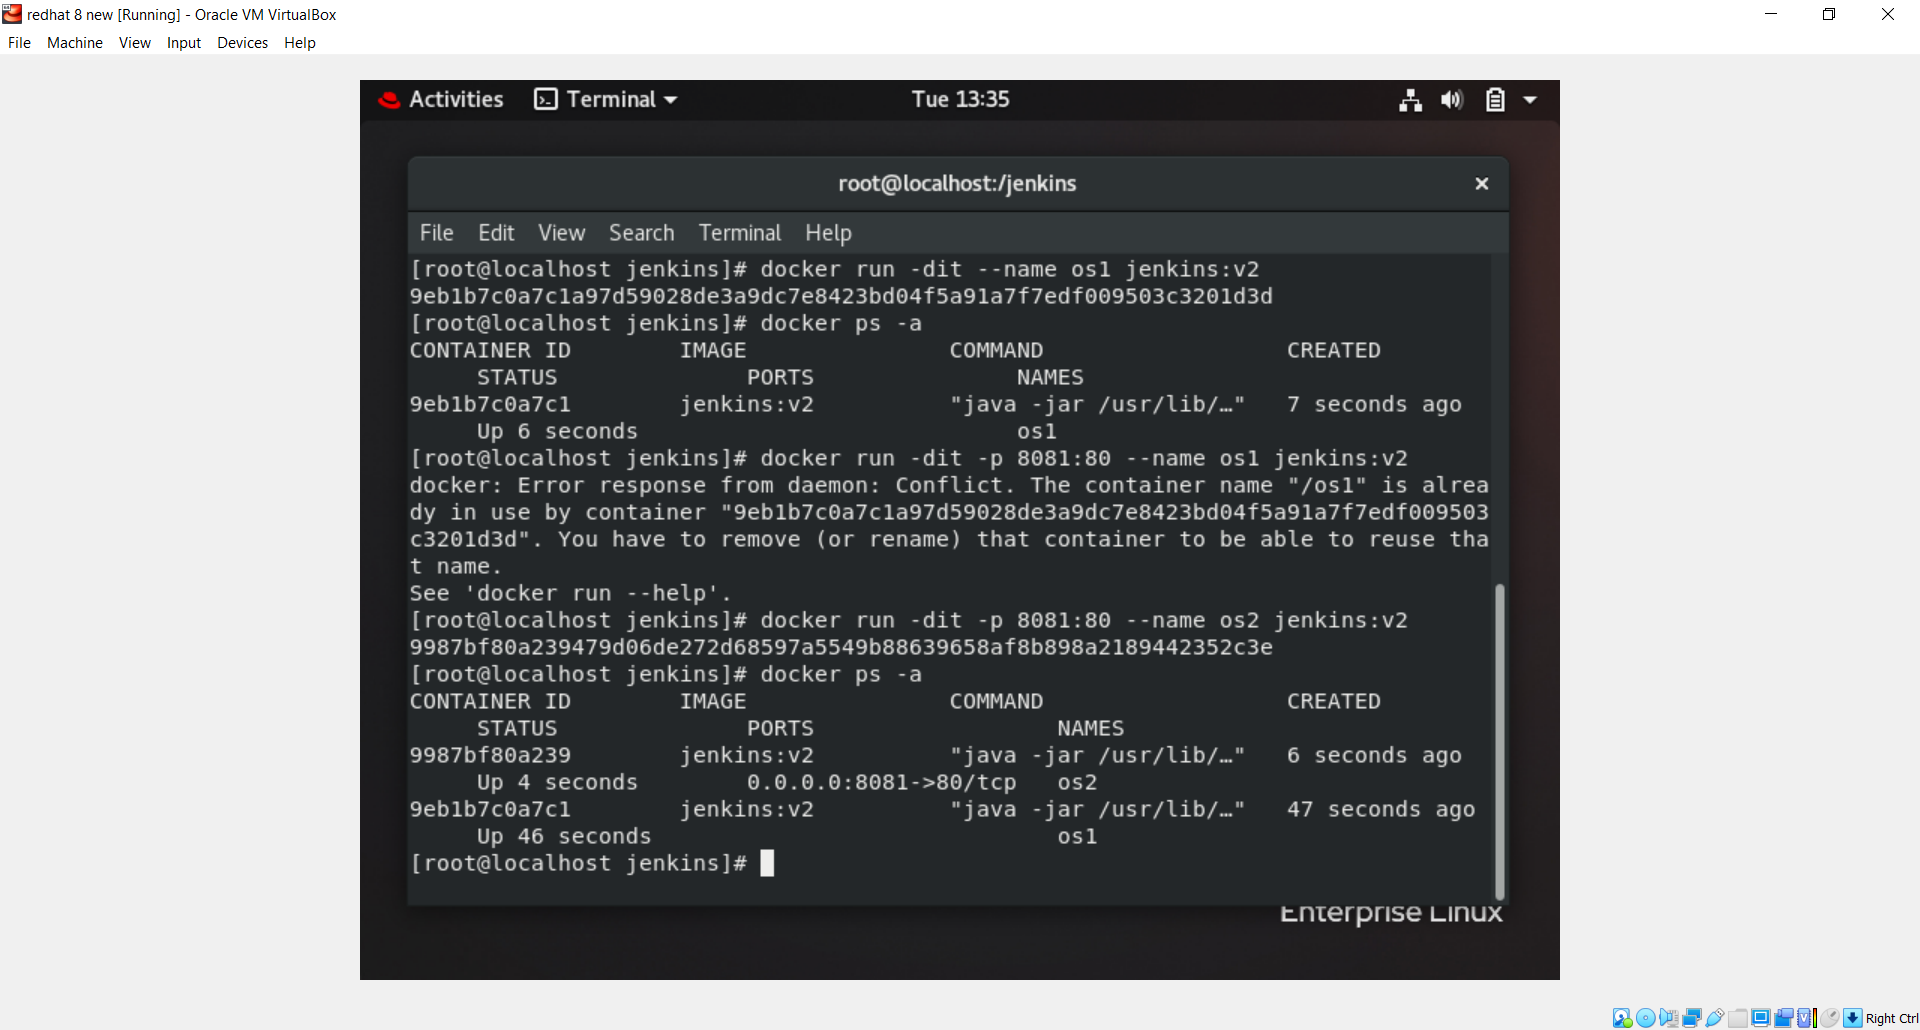 redhat 8 new [Running] - Oracle VM VirtualBox
File Machine View Input Devices Help
Activities Terminal Tue 13:35
root@localhost:/jenkins
File Edit View Search Terminal Help
[root@localhost jenkins]# docker run -dit --name os1 jenkins:v2
9eb1b7c0a7c1a97d59028de3a9dc7e8423bd04f5a91a7f7edf009503c3201d3d
[root@localhost jenkins]# docker ps -a
CONTAINER ID IMAGE COMMAND CREATED
STATUS PORTS NAMES
9eb1b7c0a7c1 jenkins:v2 "java -jar /usr/lib/…" 7 seconds ago
Up 6 seconds os1
[root@localhost jenkins]# docker run -dit -p 8081:80 --name os1 jenkins:v2
docker: Error response from daemon: Conflict. The container name "/os1" is alrea
dy in use by container "9eb1b7c0a7c1a97d59028de3a9dc7e8423bd04f5a91a7f7edf009503
c3201d3d". You have to remove (or rename) that container to be able to reuse tha
t name.
See 'docker run --help'.
[root@localhost jenkins]# docker run -dit -p 8081:80 --name os2 jenkins:v2
9987bf80a239479d06de272d68597a5549b88639658af8b898a2189442352c3e
[root@localhost jenkins]# docker ps -a
CONTAINER ID IMAGE COMMAND CREATED
STATUS PORTS NAMES
9987bf80a239 jenkins:v2 "java -jar /usr/lib/…" 6 seconds ago
Up 4 seconds 0.0.0.0:8081->80/tcp os2
9eb1b7c0a7c1 jenkins:v2 "java -jar /usr/lib/…" 47 seconds ago
Up 46 seconds os1
[root@localhost jenkins]#
Enterprise Linux
Right Ctrl